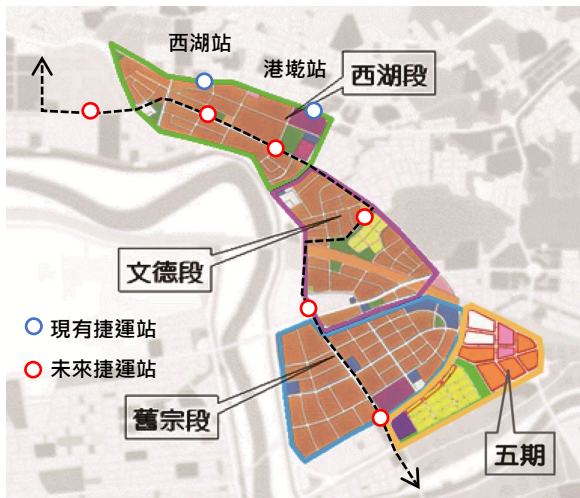 西湖站
港墘站
西湖段
文德段
現有捷運站
未來捷運站
舊宗段
五期